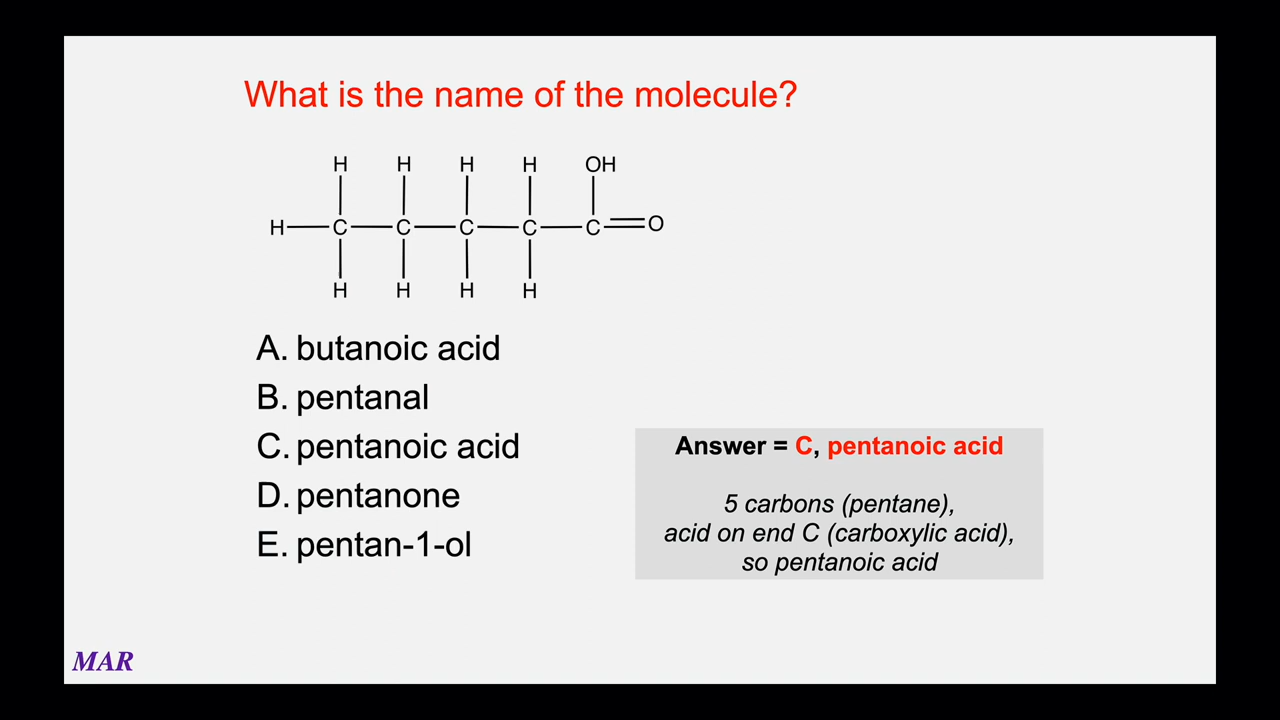 What is the name of the molecule?
H H H H OH
H C C C C C O
H H H H
A. butanoic acid
B. pentanal
C. pentanoic acid
D. pentanone
E. pentan-1-ol
Answer = C, pentanoic acid
5 carbons (pentane),
acid on end C (carboxylic acid),
so pentanoic acid
MAR